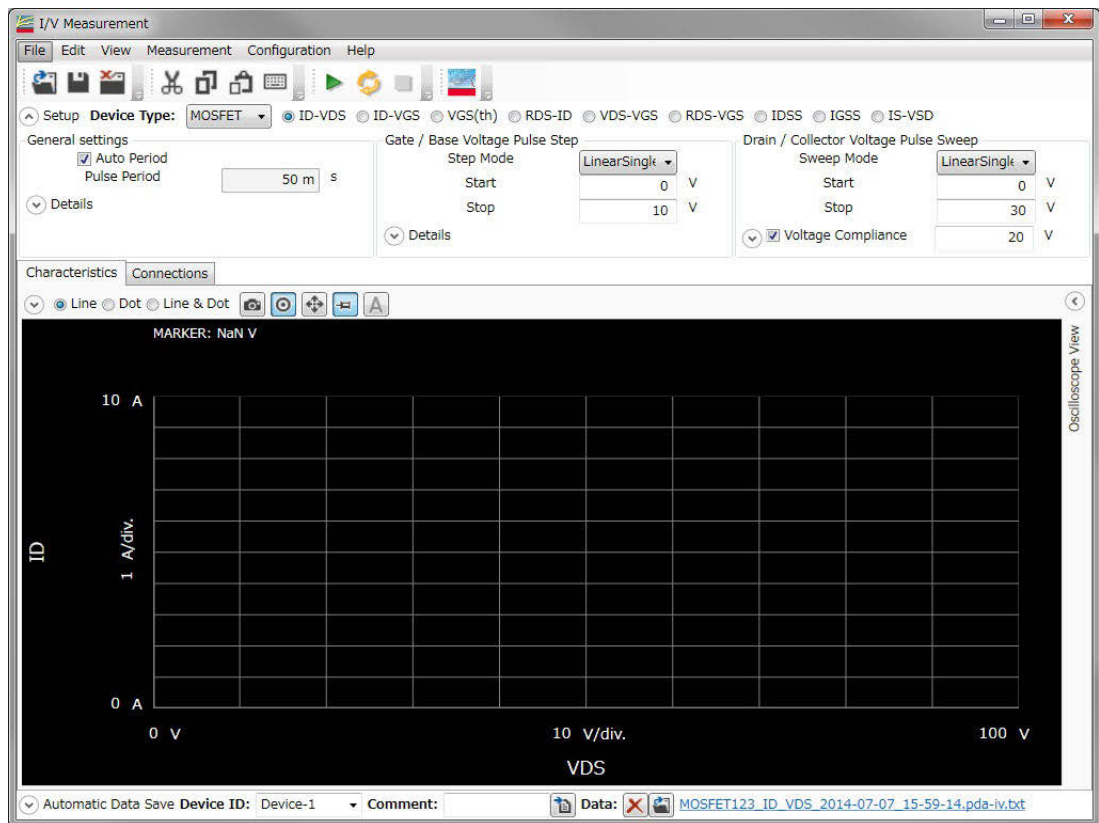 I/V Measurement
File Edit View Measurement Configuration Help
Setup Device Type: MOSFET ID-VDS ID-VGS VGS(th) RDS-ID VDS-VGS RDS-VGS IDSS IGSS IS-VSD
General settings Gate / Base Voltage Pulse Step Drain / Collector Voltage Pulse Sweep
Auto Period Step Mode LinearSingle Sweep Mode LinearSingle
Pulse Period 50 m s Start 0 V Start 0 V
Details Stop 10 V Stop 30 V
Details Voltage Compliance 20 V
Characteristics Connections
Line Dot Line & Dot A
MARKER: NaN V
Oscilloscope View
10 A
1 A/div.
ID
0 A
0 V 10 V/div. 100 V
VDS
Automatic Data Save Device ID: Device-1 Comment: Data: MOSFET123_ID_VDS_2014-07-07_15-59-14.pda-iv.txt